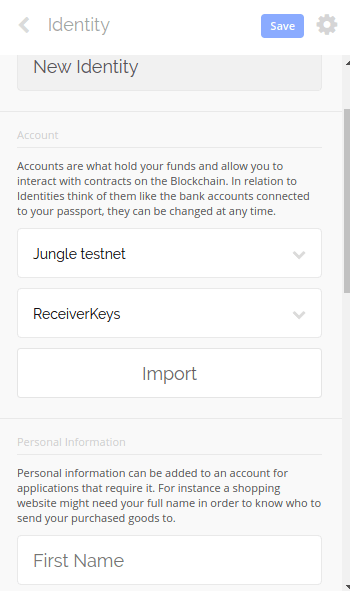 Identity
Save
New Identity
Account
Accounts are what hold your funds and allow you to
interact with contracts on the Blockchain. In relation to
Identities think of them like the bank accounts connected
to your passport, they can be changed at any time.
Jungle testnet
ReceiverKeys
Import
Personal Information
Personal information can be added to an account for
applications that require it. For instance a shopping
website might need your full name in order to know who to
send your purchased goods to.
First Name